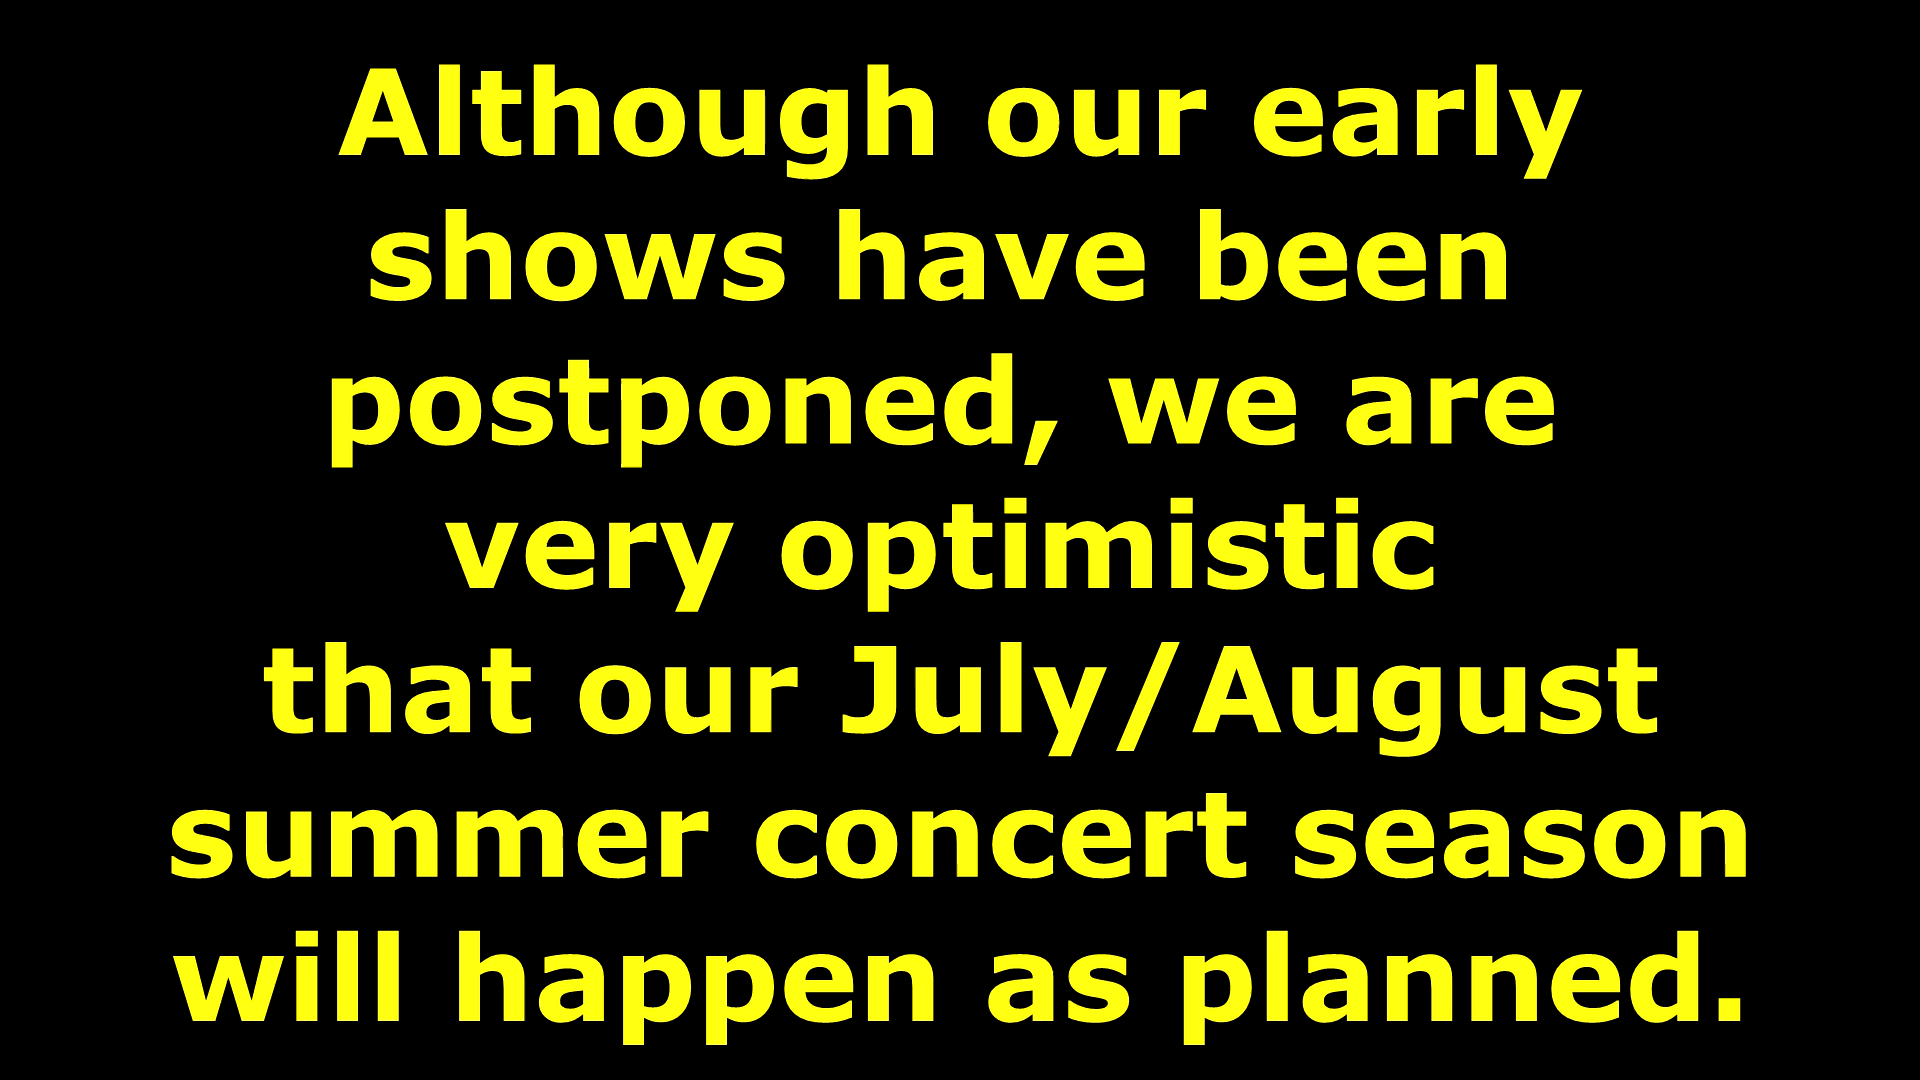 Although our early
shows have been
postponed, we are
very optimistic
that our July/August
summer concert season
will happen as planned.